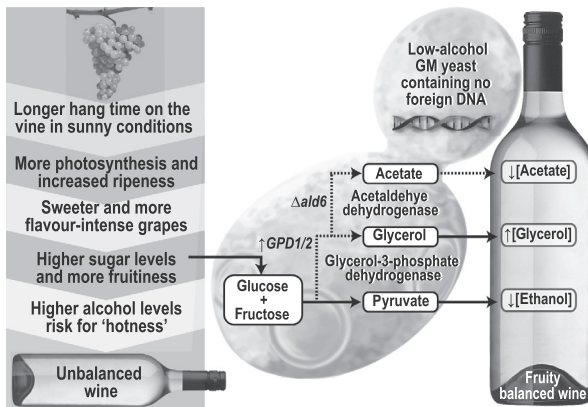 Longer hang time on the
vine in sunny conditions
More photosynthesis and
increased ripeness
Sweeter and more
flavour-intense grapes
Higher sugar levels
and more fruitiness
Higher alcohol levels
risk for ‘hotness’
Unbalanced
wine
Low-alcohol
GM yeast
containing no
foreign DNA
Δald6
↑GPD1/2
Glucose
+
Fructose
Acetate
Acetaldehye
dehydrogenase
Glycerol
Glycerol-3-phosphate
dehydrogenase
Pyruvate
↓[Acetate]
↑[Glycerol]
↓[Ethanol]
Fruity
balanced wine